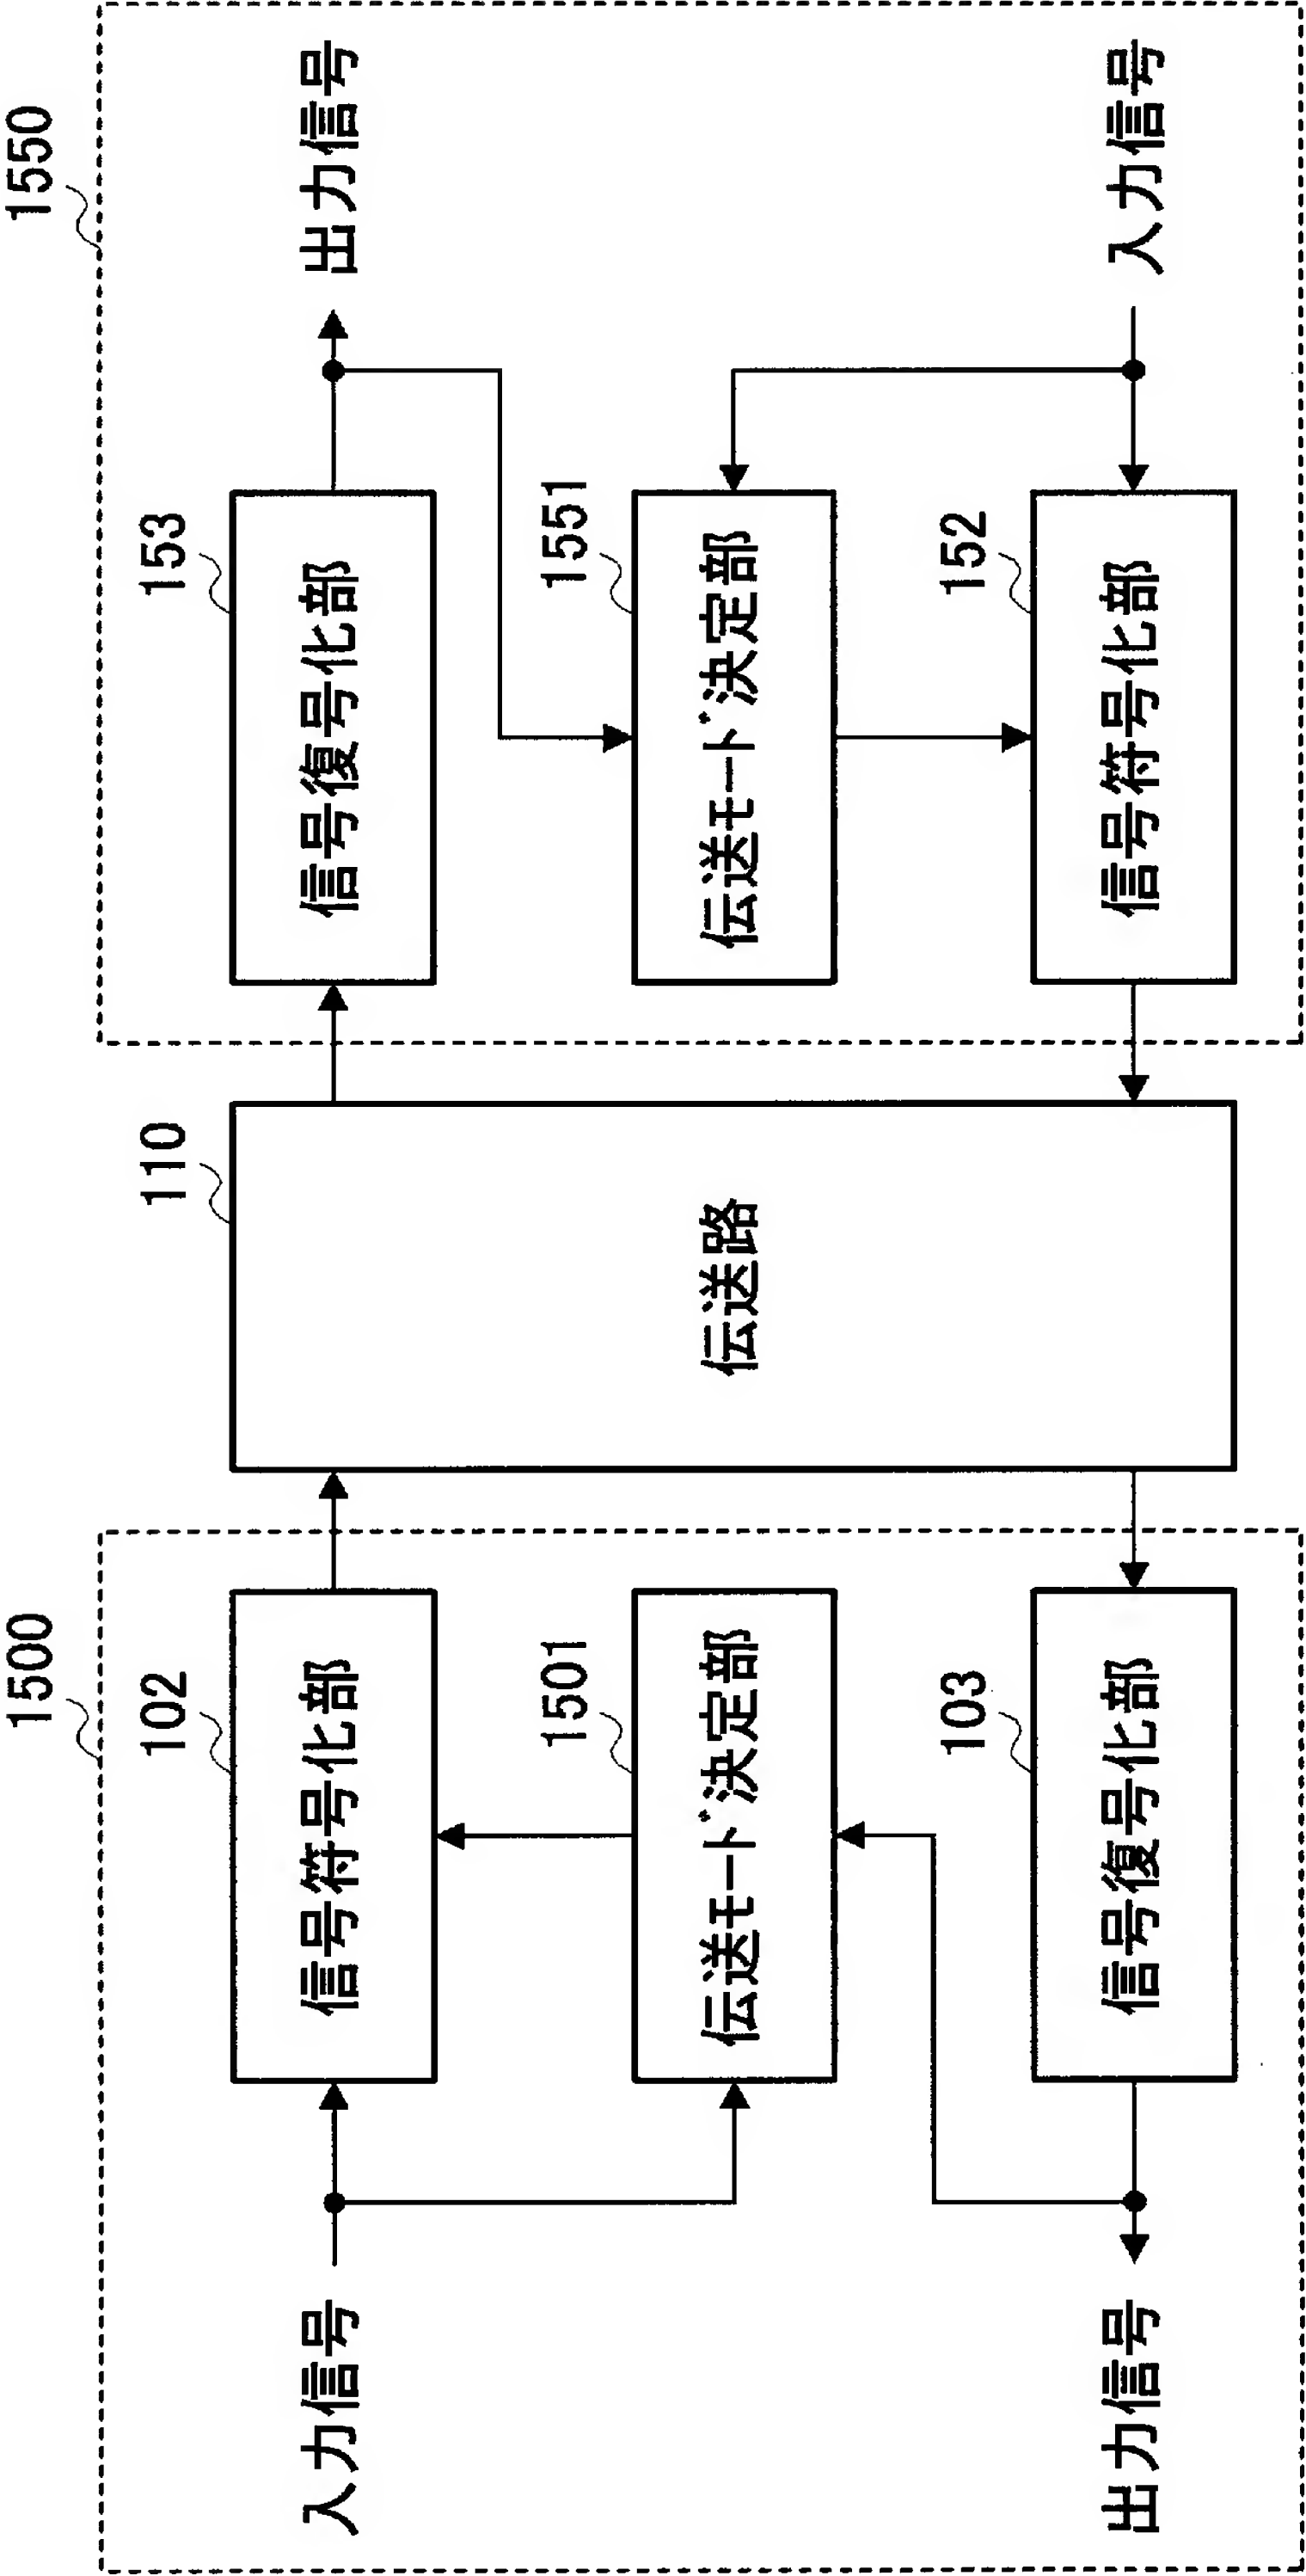 1500
1550
入力信号
102
信号符号化部
110
153
信号復号化部
出力信号
1501
伝送モード決定部
伝送路
1551
伝送モード決定部
出力信号
103
信号復号化部
152
信号符号化部
入力信号